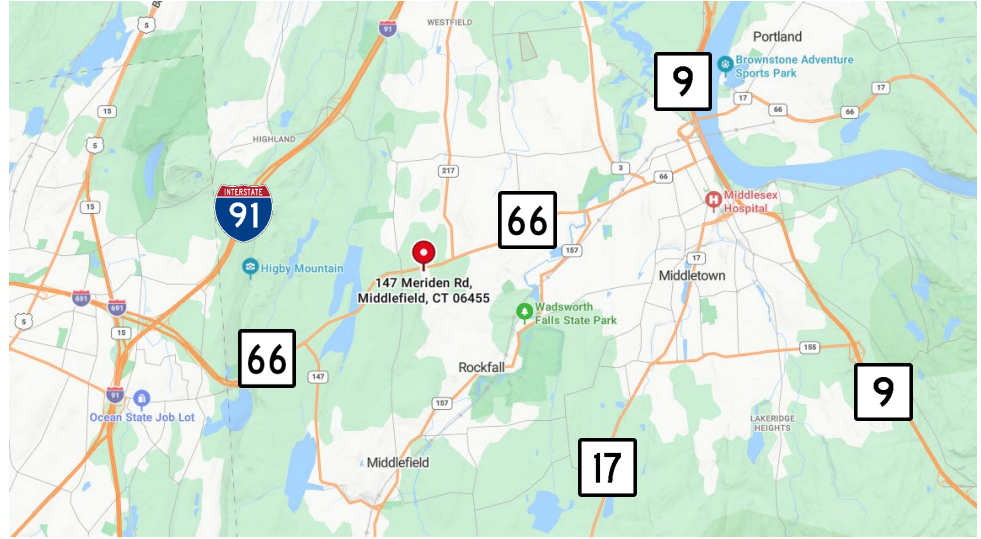 WESTFIELD
5
91
Portland
Brownstone Adventure
Sports Park
9
17
66
66
17
15
5
HIGHLAND
217
3
66
INTERSTATE
91
15
66
Middlesex
Hospital
157
17
Higby Mountain
147 Meriden Rd,
Middlefield, CT 06455
Middletown
691
691
5
15
Wadsworth
Falls State Park
66
155
Rockfall
147
9
91
Ocean State Job Lot
157
LAKERIDGE
HEIGHTS
Middlefield
17